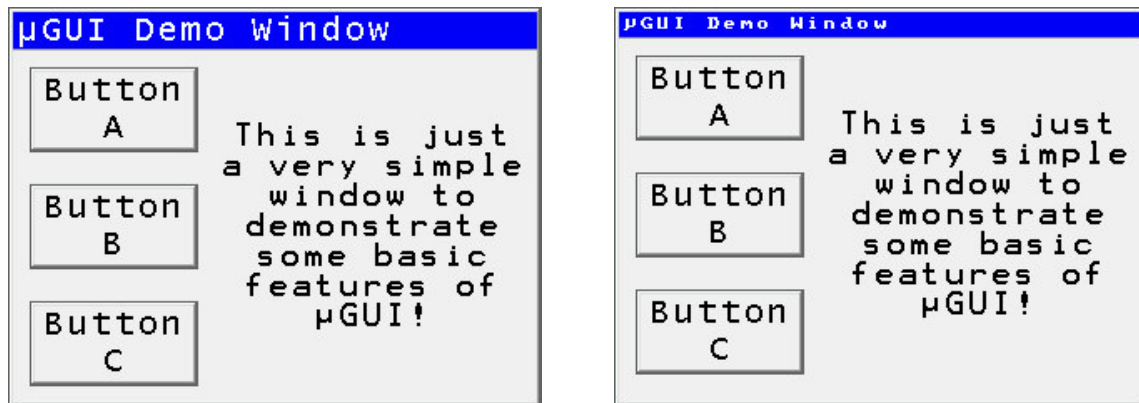 µGUI Demo Window
Button
A
Button
B
Button
C
This is just
a very simple
window to
demonstrate
some basic
features of
µGUI!
µGUI Demo Window
Button
A
Button
B
Button
C
This is just
a very simple
window to
demonstrate
some basic
features of
µGUI!